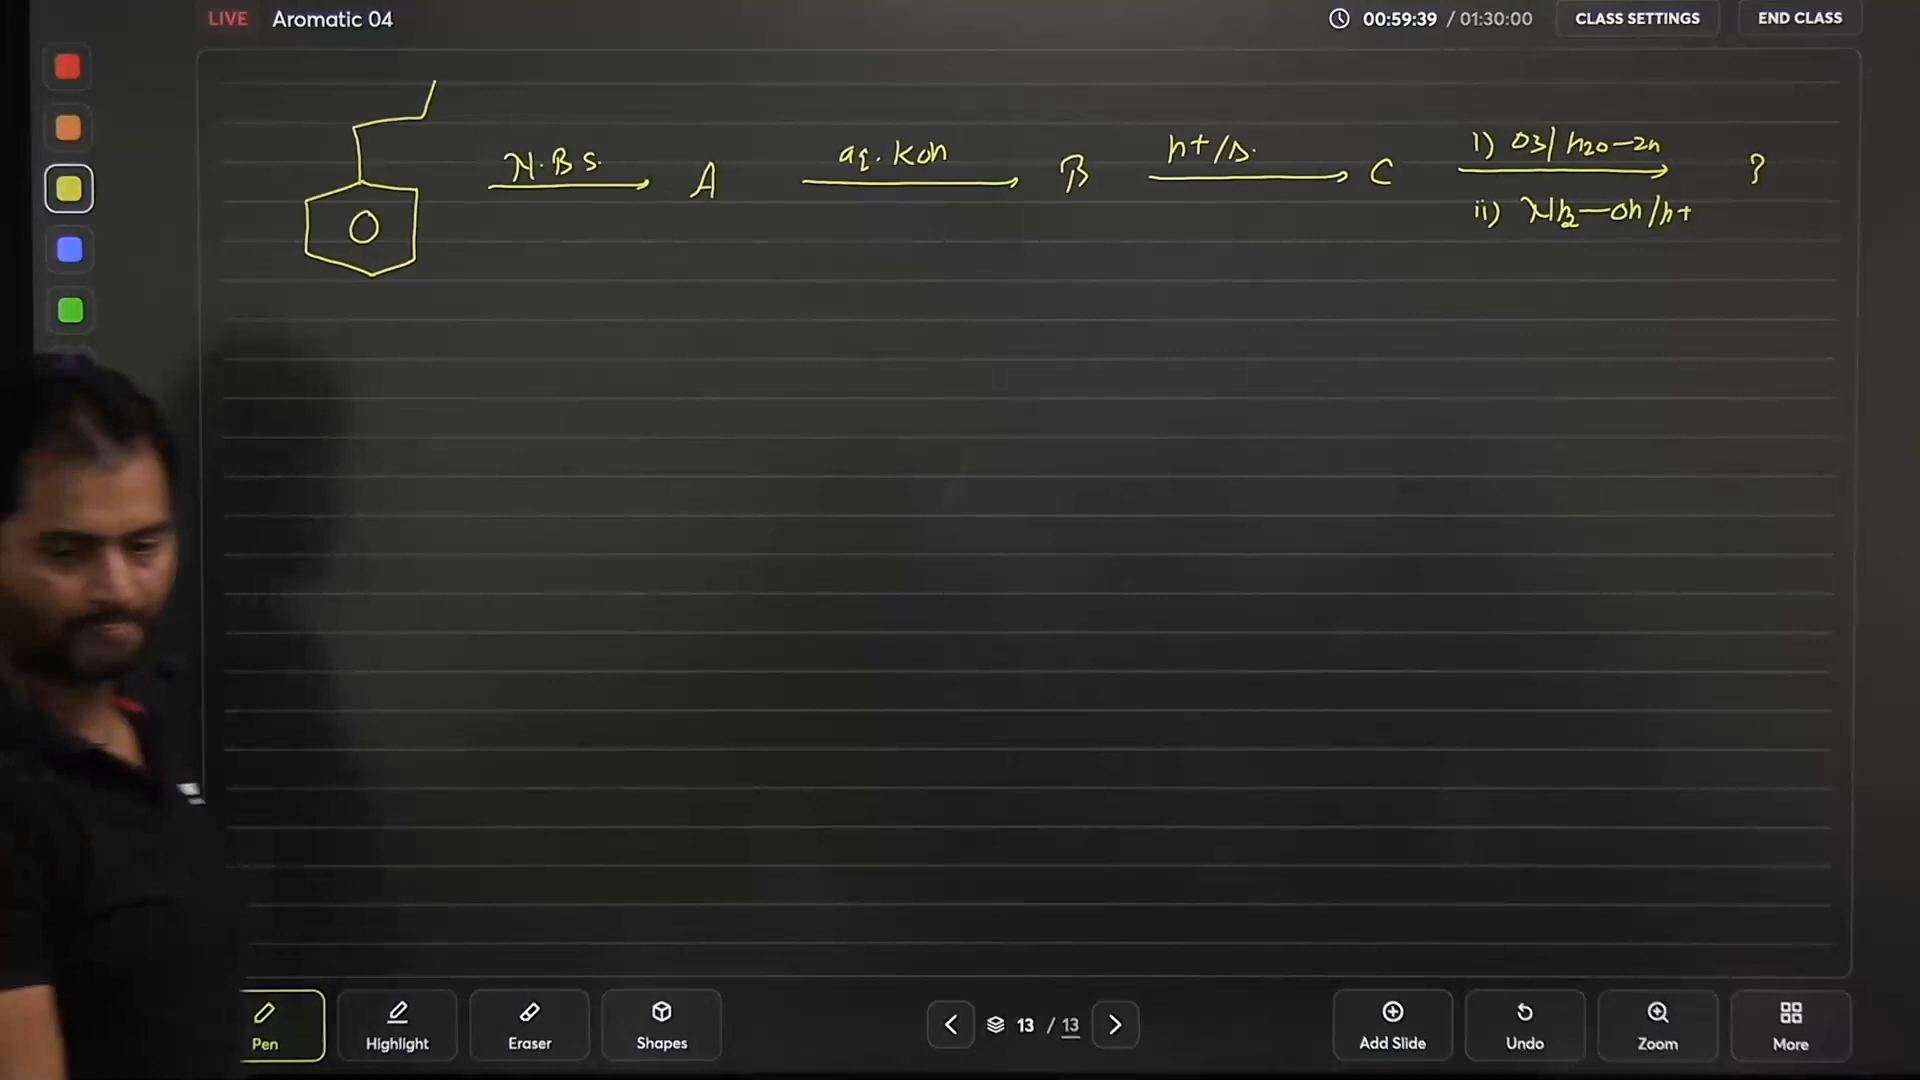 LIVE Aromatic 04 00:59:39 / 01:30:00 CLASS SETTINGS END CLASS
N.B.S. A aq. KOh B h+/Δ. C 1) O3/h2O-Zn ?
ii) Nh2-Oh/h+
Pen Highlight Eraser Shapes 13 / 13 Add Slide Undo Zoom More